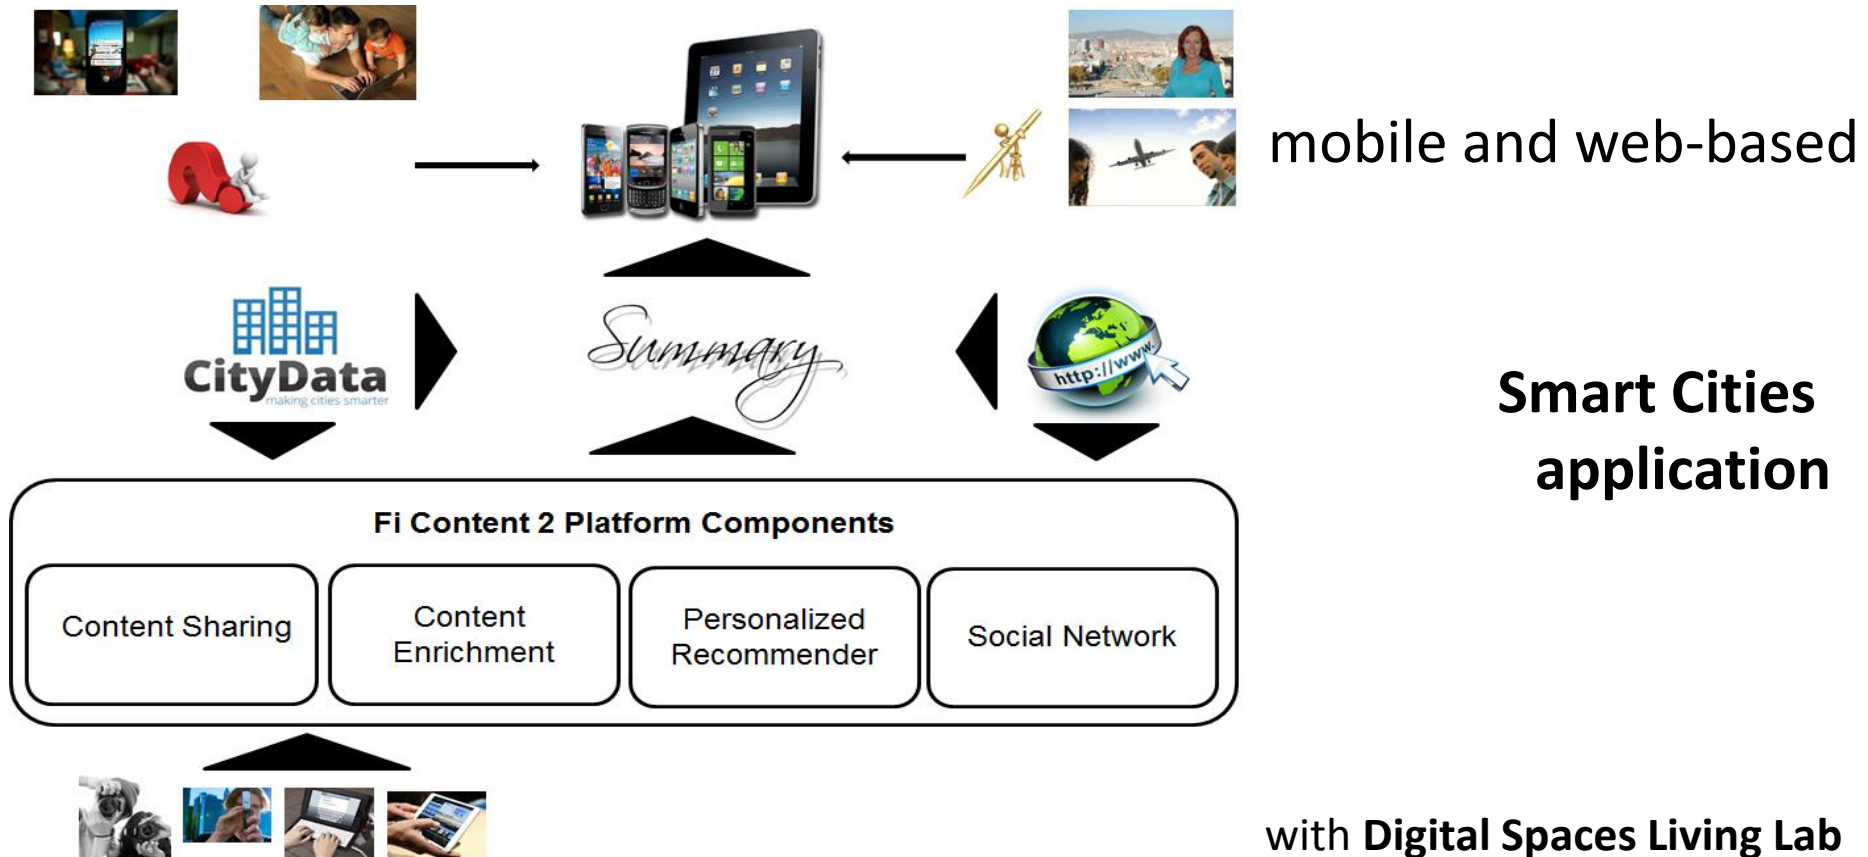 mobile and web-based
CityData
making cities smarter
Summary
http://www.
Smart Cities
application
Fi Content 2 Platform Components
Content Sharing
Content
Enrichment
Personalized
Recommender
Social Network
with Digital Spaces Living Lab